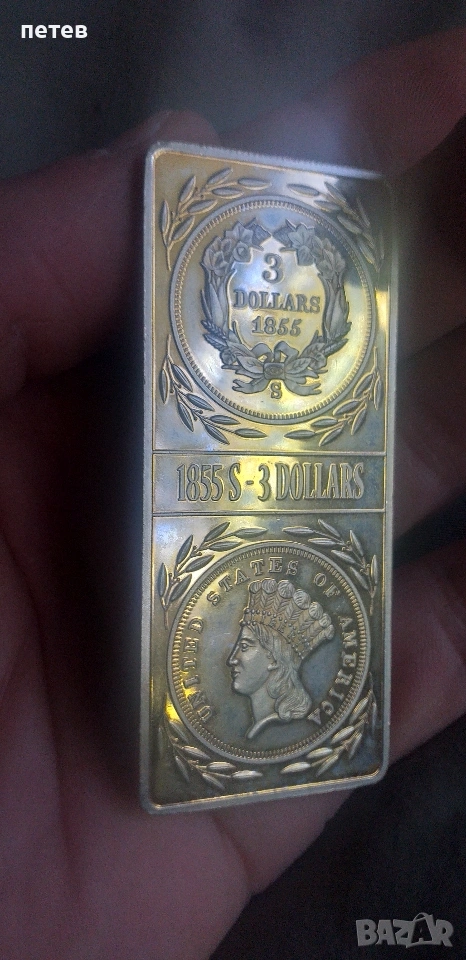 петев
3
DOLLARS
1855
S
1855 S - 3 DOLLARS
UNITED STATES OF AMERICA
BAZAR